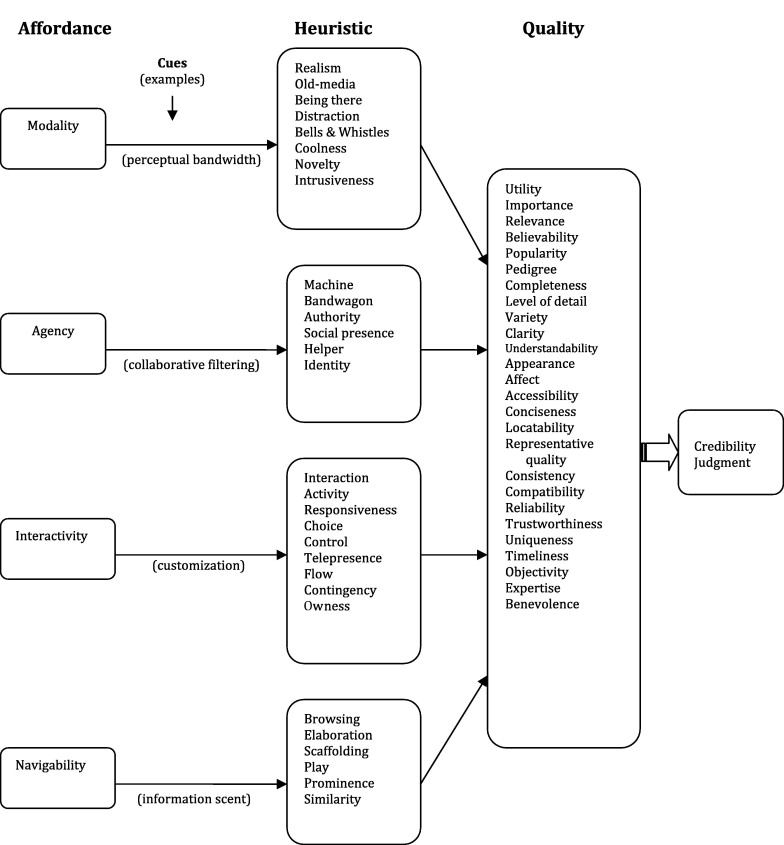 Affordance
Heuristic
Quality
Cues
(examples)
Modality
(perceptual bandwidth)
Realism
Old-media
Being there
Distraction
Bells & Whistles
Coolness
Novelty
Intrusiveness
Agency
(collaborative filtering)
Machine
Bandwagon
Authority
Social presence
Helper
Identity
Interactivity
(customization)
Interaction
Activity
Responsiveness
Choice
Control
Telepresence
Flow
Contingency
Owness
Navigability
(information scent)
Browsing
Elaboration
Scaffolding
Play
Prominence
Similarity
Utility
Importance
Relevance
Believability
Popularity
Pedigree
Completeness
Level of detail
Variety
Clarity
Understandability
Appearance
Affect
Accessibility
Conciseness
Locatability
Representative
quality
Consistency
Compatibility
Reliability
Trustworthiness
Uniqueness
Timeliness
Objectivity
Expertise
Benevolence
Credibility
Judgment